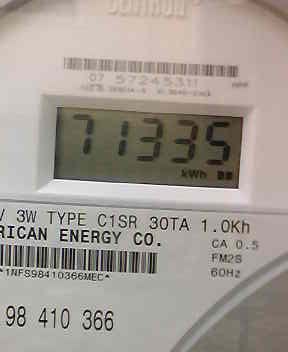 CENTRON
07 57245311
71335
kWh
V 3W TYPE C1SR 30TA 1.0Kh
RICAN ENERGY CO.
CA 0.5
FM2S
60Hz
*1NFS98410366MEC*
98 410 366